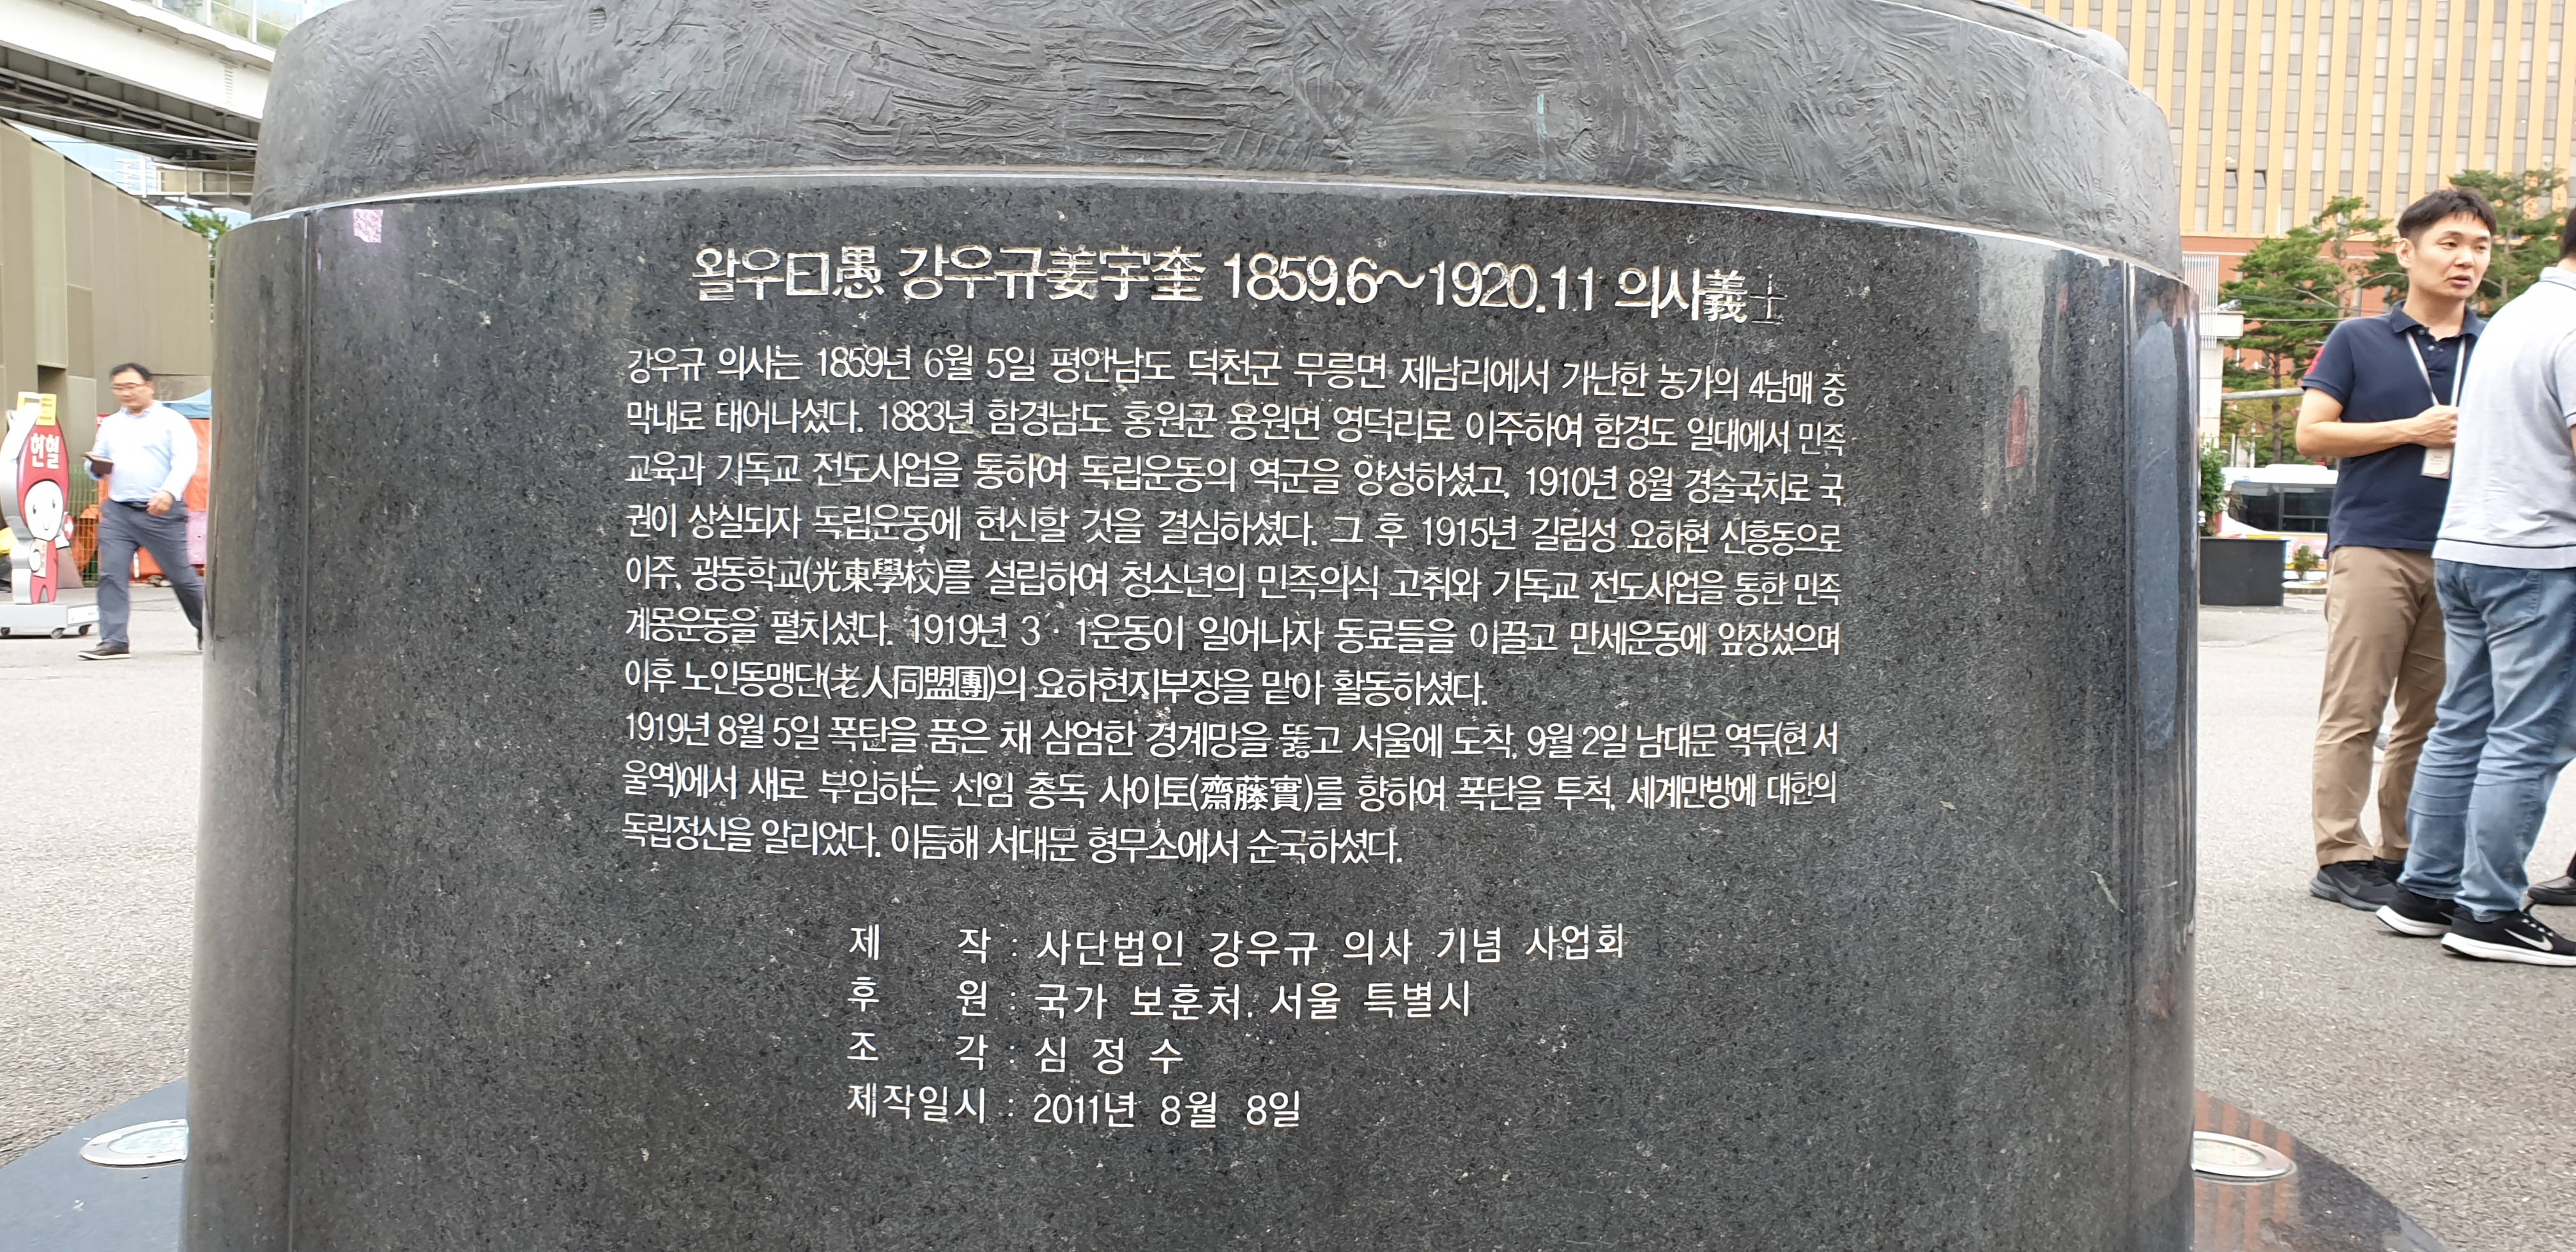 왈우曰愚 강우규姜宇奎 1859.6~1920.11 의사義士
강우규 의사는 1859년 6월 5일 평안남도 덕천군 무릉면 제남리에서 가난한 농가의 4남매 중
막내로 태어나셨다. 1883년 함경남도 홍원군 용원면 영덕리로 이주하여 함경도 일대에서 민족
교육과 기독교 전도사업을 통하여 독립운동의 역군을 양성하셨고, 1910년 8월 경술국치로 국
권이 상실되자 독립운동에 헌신할 것을 결심하셨다. 그 후 1915년 길림성 요하현 신흥동으로
이주, 광동학교(光東學校)를 설립하여 청소년의 민족의식 고취와 기독교 전도사업을 통한 민족
계몽운동을 펼치셨다. 1919년 3·1운동이 일어나자 동료들을 이끌고 만세운동에 앞장섰으며
이후 노인동맹단(老人同盟團)의 요하현지부장을 맡아 활동하셨다.
1919년 8월 5일 폭탄을 품은 채 삼엄한 경계망을 뚫고 서울에 도착, 9월 2일 남대문 역두(현 서
울역)에서 새로 부임하는 신임 총독 사이토(齋藤實)를 향하여 폭탄을 투척, 세계만방에 대한의
독립정신을 알리었다. 이듬해 서대문 형무소에서 순국하셨다.
제 작 : 사단법인 강우규 의사 기념 사업회
후 원 : 국가 보훈처. 서울 특별시
조 각 : 심 정 수
제작일시 : 2011년 8월 8일
헌혈